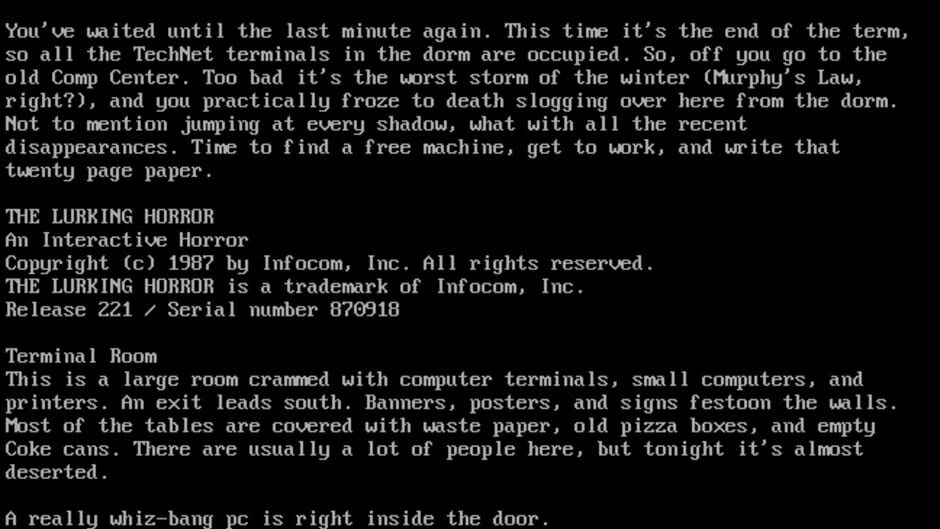 You've waited until the last minute again. This time it's the end of the term,
so all the TechNet terminals in the dorm are occupied. So, off you go to the
old Comp Center. Too bad it's the worst storm of the winter (Murphy's Law,
right?), and you practically froze to death slogging over here from the dorm.
Not to mention jumping at every shadow, what with all the recent
disappearances. Time to find a free machine, get to work, and write that
twenty page paper.
THE LURKING HORROR
An Interactive Horror
Copyright (c) 1987 by Infocom, Inc. All rights reserved.
THE LURKING HORROR is a trademark of Infocom, Inc.
Release 221 / Serial number 870918
Terminal Room
This is a large room crammed with computer terminals, small computers, and
printers. An exit leads south. Banners, posters, and signs festoon the walls.
Most of the tables are covered with waste paper, old pizza boxes, and empty
Coke cans. There are usually a lot of people here, but tonight it's almost
deserted.
A really whiz-bang pc is right inside the door.